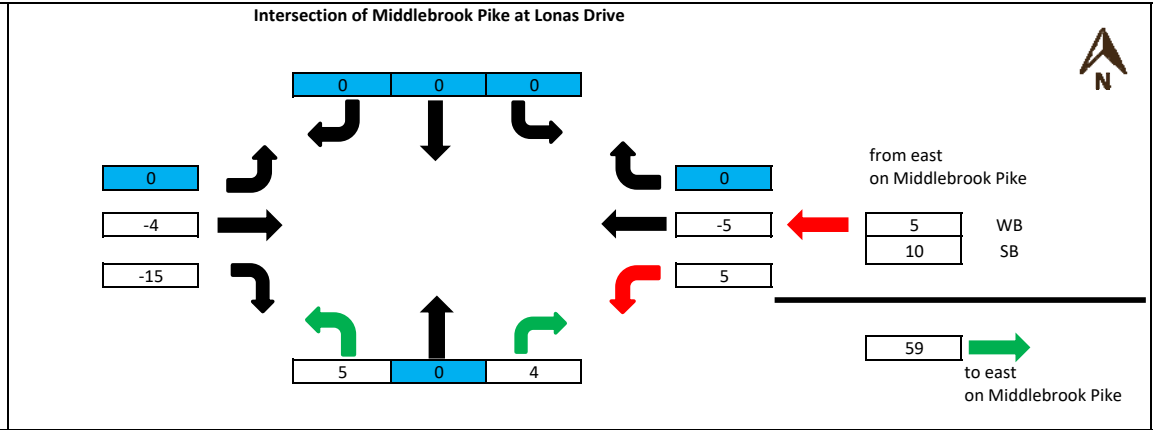 Intersection of Middlebrook Pike at Lonas Drive
N
0 0 0
from east
on Middlebrook Pike
0 0
-4 -5 5 WB
10 SB
-15 5
59
5 0 4
to east
on Middlebrook Pike